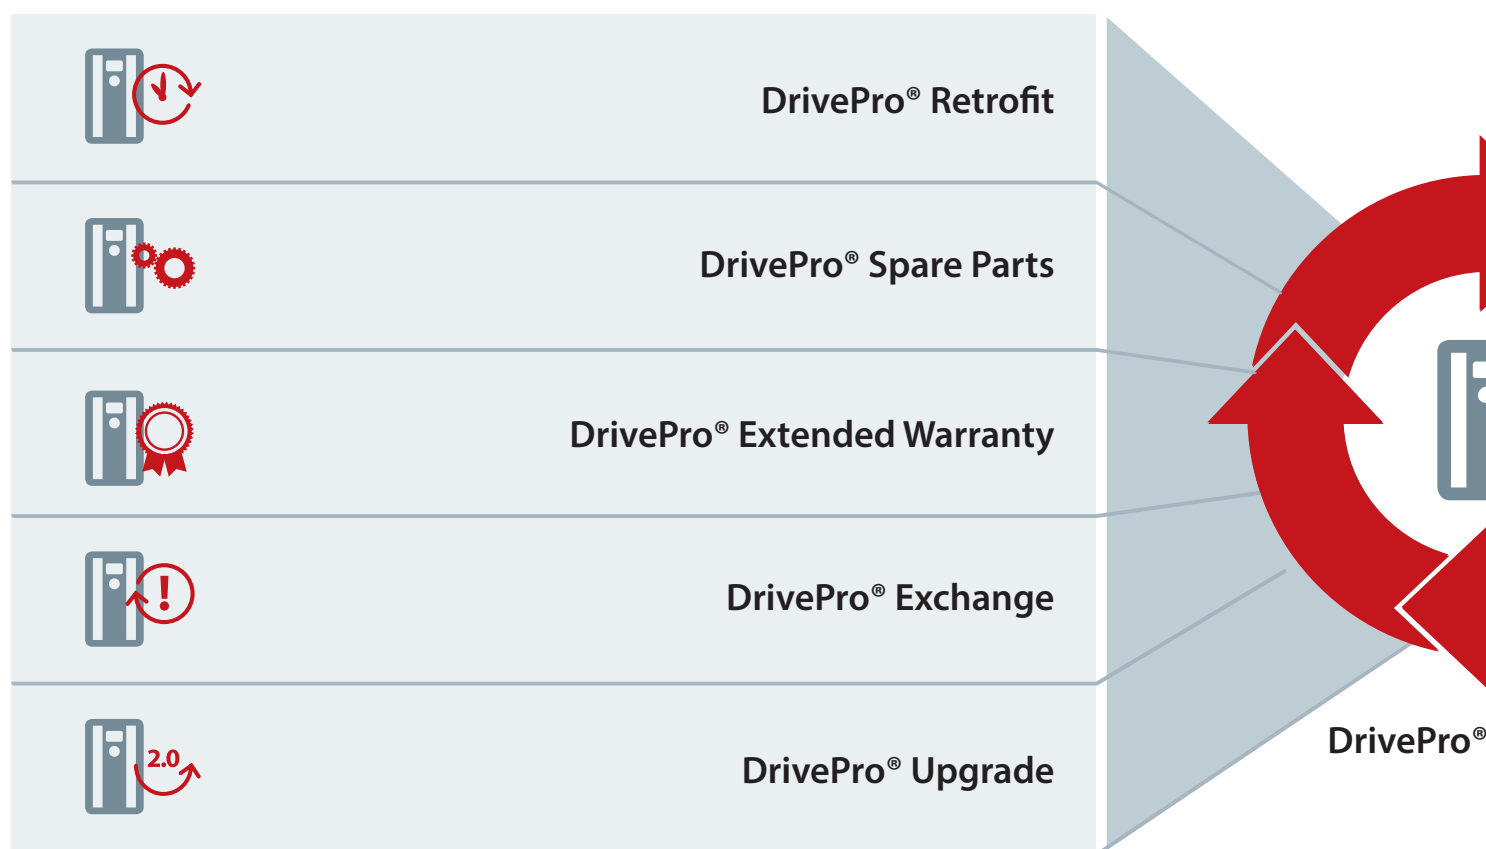 DrivePro® Retrofit
DrivePro® Spare Parts
DrivePro® Extended Warranty
DrivePro® Exchange
2.0
DrivePro® Upgrade
DrivePro®